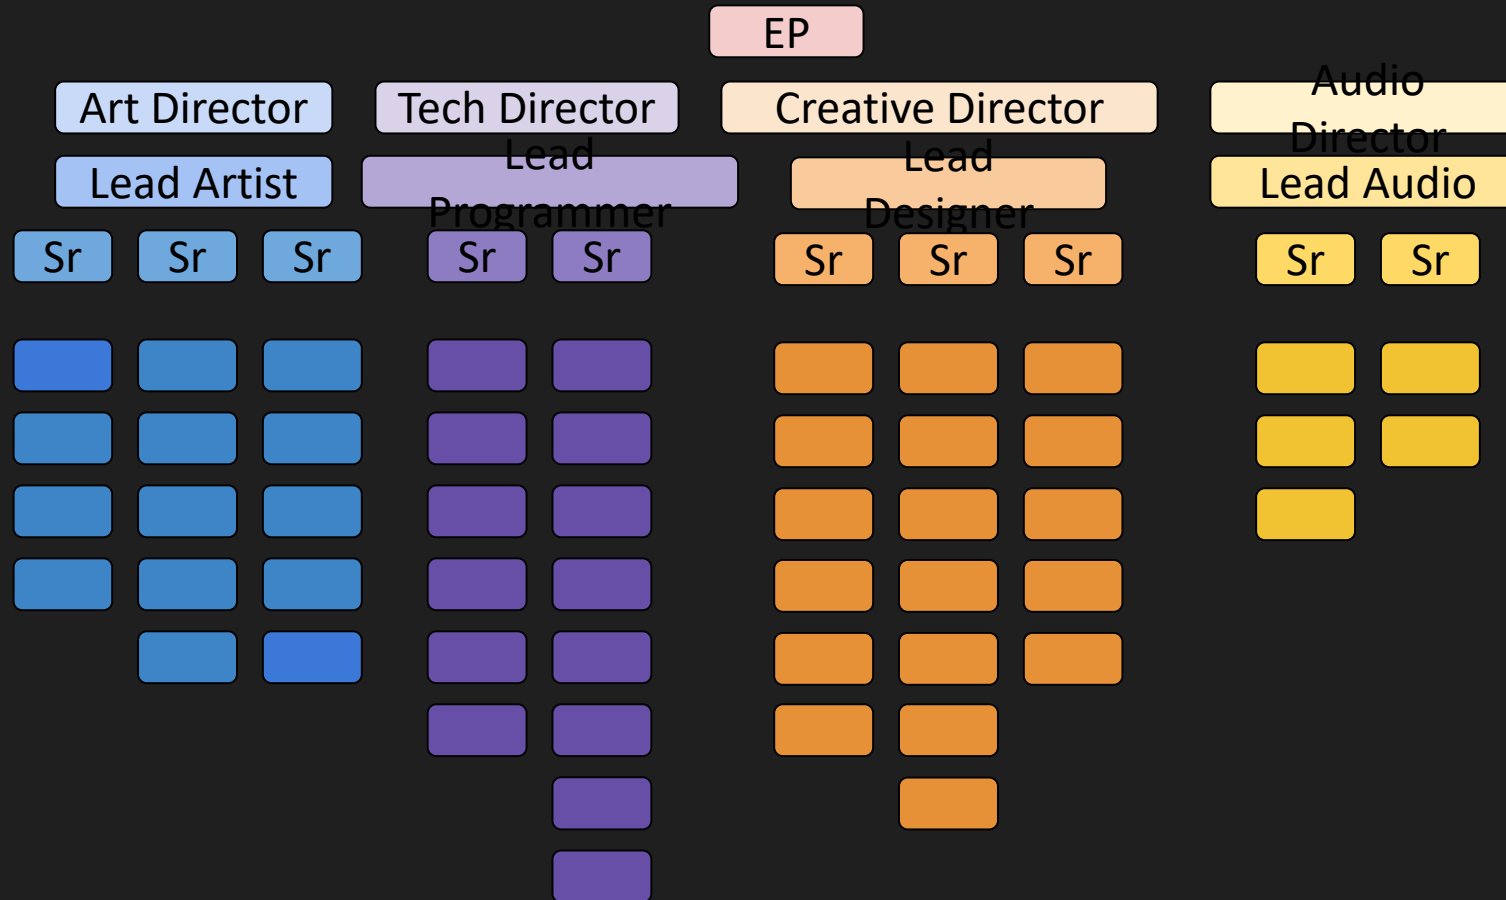 EP
Art Director
Tech Director
Creative Director
Audio
Director
Lead Artist
Lead
Programmer
Lead
Designer
Lead Audio
Sr
Sr
Sr
Sr
Sr
Sr
Sr
Sr
Sr
Sr